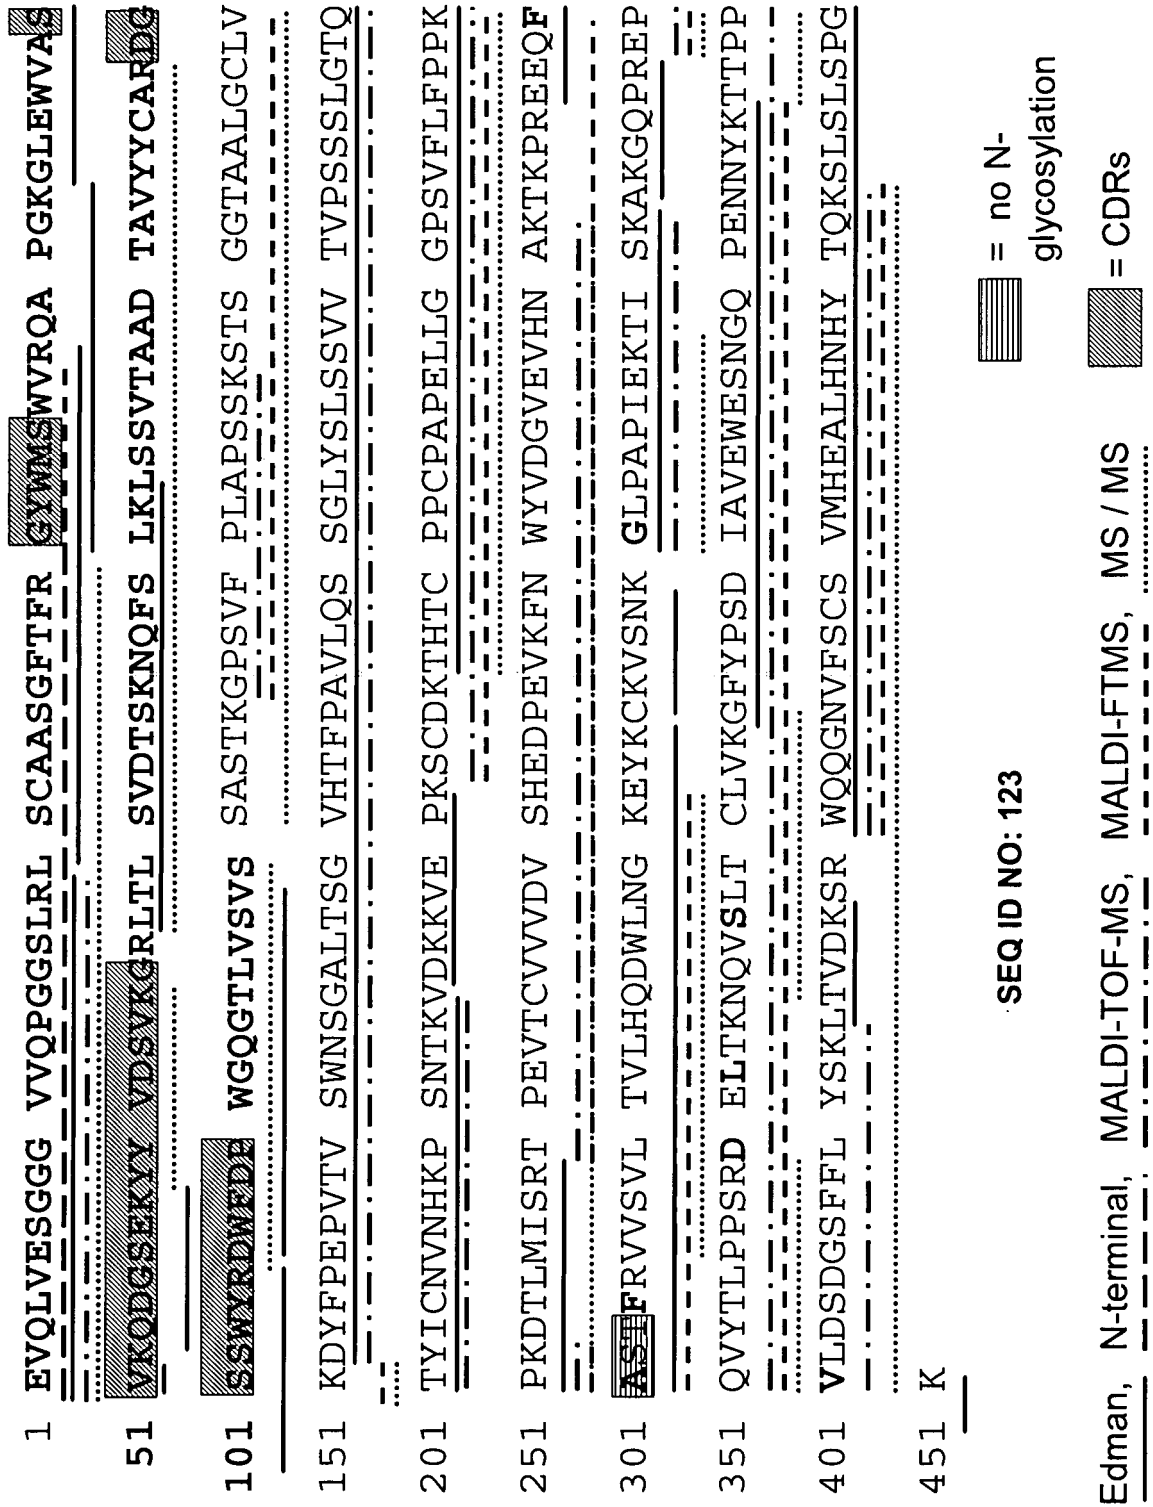 1 EVQLVESGGG VVQPGGSLRL SCAASGFTFR GYWMSWVRQA PGKGLEWVAS
51 VKQDGSEKYY VDSVKGRLTL SVDTSKNQFS LKLSSVTAAD TAVYYCARDG
101 SSWYRDWFDP WGQGTLVSVS SASTKGPSVF PLAPSSKSTS GGTAALGCLV
151 KDYFPEPVTV SWNSGALTSG VHTFPAVLQS SGLYSLSSVV TVPSSSLGTQ
201 TYICNVNHKP SNTKVDKKVE PKSCDKTHTC PPCPAPELLG GPSVFLFPPK
251 PKDTLMISRT PEVTCVVVDV SHEDPEVKFN WYVDGVEVHN AKTKPREEQF
301 ASTFRVVSVL TVLHQDWLNG KEYKCKVSNK GLPAPIEKTI SKAKGQPREP
351 QVYTLPPSRD ELTKNQVSLT CLVKGFYPSD IAVEWESNGQ PENNYKTTPP
401 VLDSDGSFFL YSKLTVDKSR WQQGNVFSCS VMHEALHNHY TQKSLSLSPG
451 K
= no N-
glycosylation
SEQ ID NO: 123
= CDRs
Edman, N-terminal, MALDI-TOF-MS, MALDI-FTMS, MS / MS